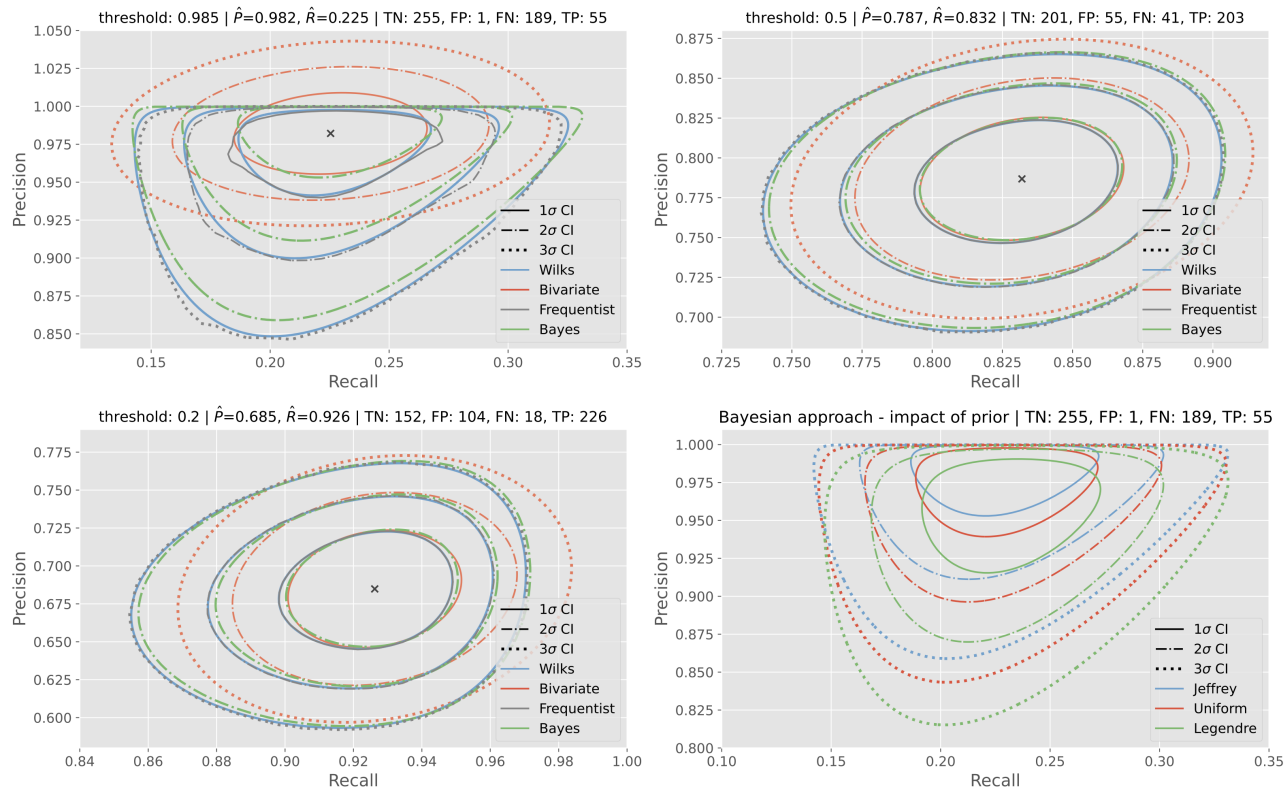 threshold: 0.985 | P̂=0.982, R̂=0.225 | TN: 255, FP: 1, FN: 189, TP: 55
1.050
1.025
1.000
0.975
0.950
0.925
0.900
0.875
0.850
Precision
0.15
0.20
0.25
0.30
0.35
Recall
1σ CI
2σ CI
3σ CI
Wilks
Bivariate
Frequentist
Bayes
threshold: 0.5 | P̂=0.787, R̂=0.832 | TN: 201, FP: 55, FN: 41, TP: 203
0.875
0.850
0.825
0.800
0.775
0.750
0.725
0.700
Precision
0.725
0.750
0.775
0.800
0.825
0.850
0.875
0.900
Recall
1σ CI
2σ CI
3σ CI
Wilks
Bivariate
Frequentist
Bayes
threshold: 0.2 | P̂=0.685, R̂=0.926 | TN: 152, FP: 104, FN: 18, TP: 226
0.775
0.750
0.725
0.700
0.675
0.650
0.625
0.600
Precision
0.84
0.86
0.88
0.90
0.92
0.94
0.96
0.98
1.00
Recall
1σ CI
2σ CI
3σ CI
Wilks
Bivariate
Frequentist
Bayes
Bayesian approach - impact of prior | TN: 255, FP: 1, FN: 189, TP: 55
1.000
0.975
0.950
0.925
0.900
0.875
0.850
0.825
0.800
Precision
0.10
0.15
0.20
0.25
0.30
0.35
Recall
1σ CI
2σ CI
3σ CI
Jeffrey
Uniform
Legendre